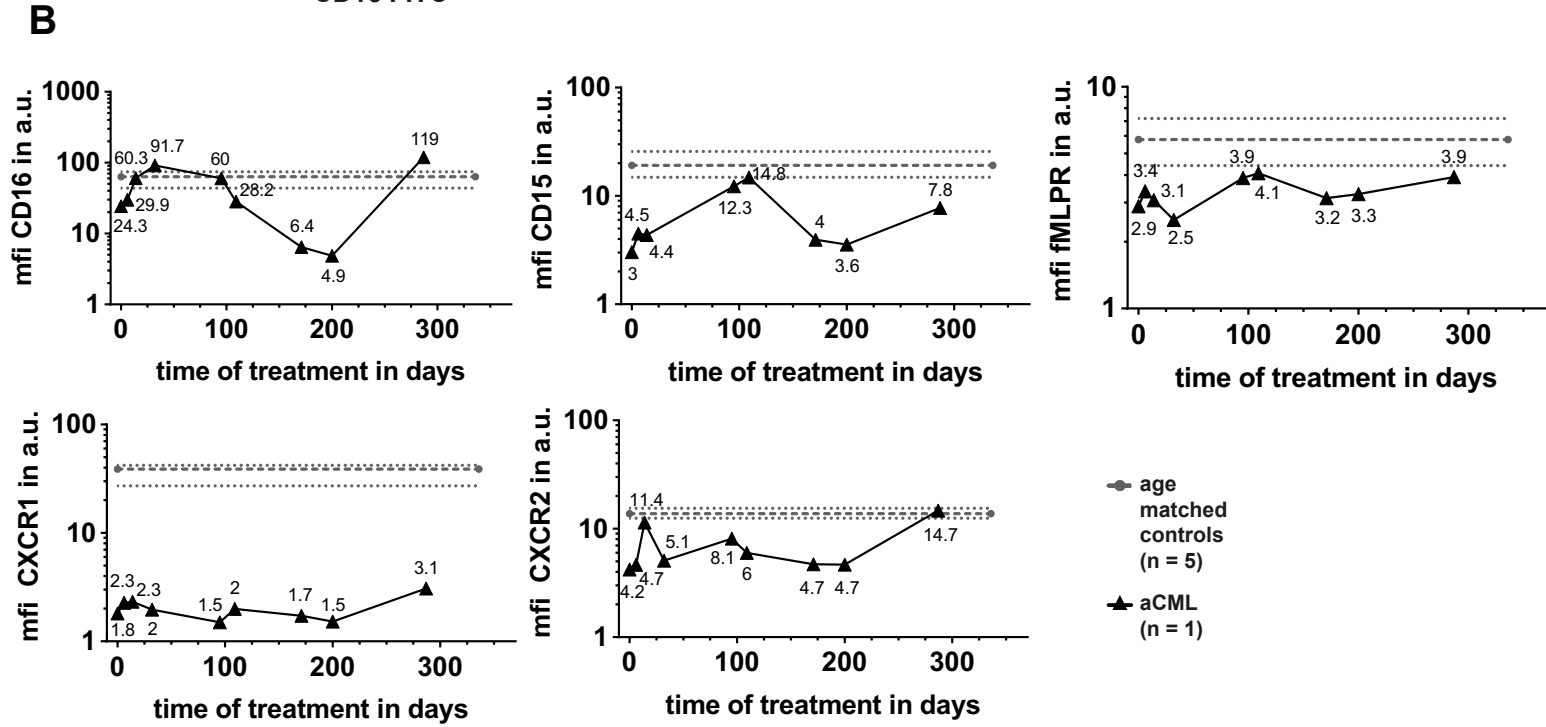 B
mfi CD16 in a.u.
1000
100
10
1
60.3
91.7
60
119
29.9
28.2
24.3
6.4
4.9
0 100 200 300
time of treatment in days
mfi CD15 in a.u.
100
10
1
4.5
14.8
12.3
7.8
4.4
4
3
3.6
0 100 200 300
time of treatment in days
mfi fMLPR in a.u.
10
1
3.4
3.1
3.9
3.9
4.1
2.9
2.5
3.2
3.3
0 100 200 300
time of treatment in days
mfi CXCR1 in a.u.
100
10
1
2.3
2.3
1.5
2
1.7
1.5
3.1
1.8
2
0 100 200 300
time of treatment in days
mfi CXCR2 in a.u.
100
10
1
11.4
5.1
8.1
14.7
4.7
4.2
6
4.7
4.7
0 100 200 300
time of treatment in days
age
matched
controls
(n = 5)
aCML
(n = 1)